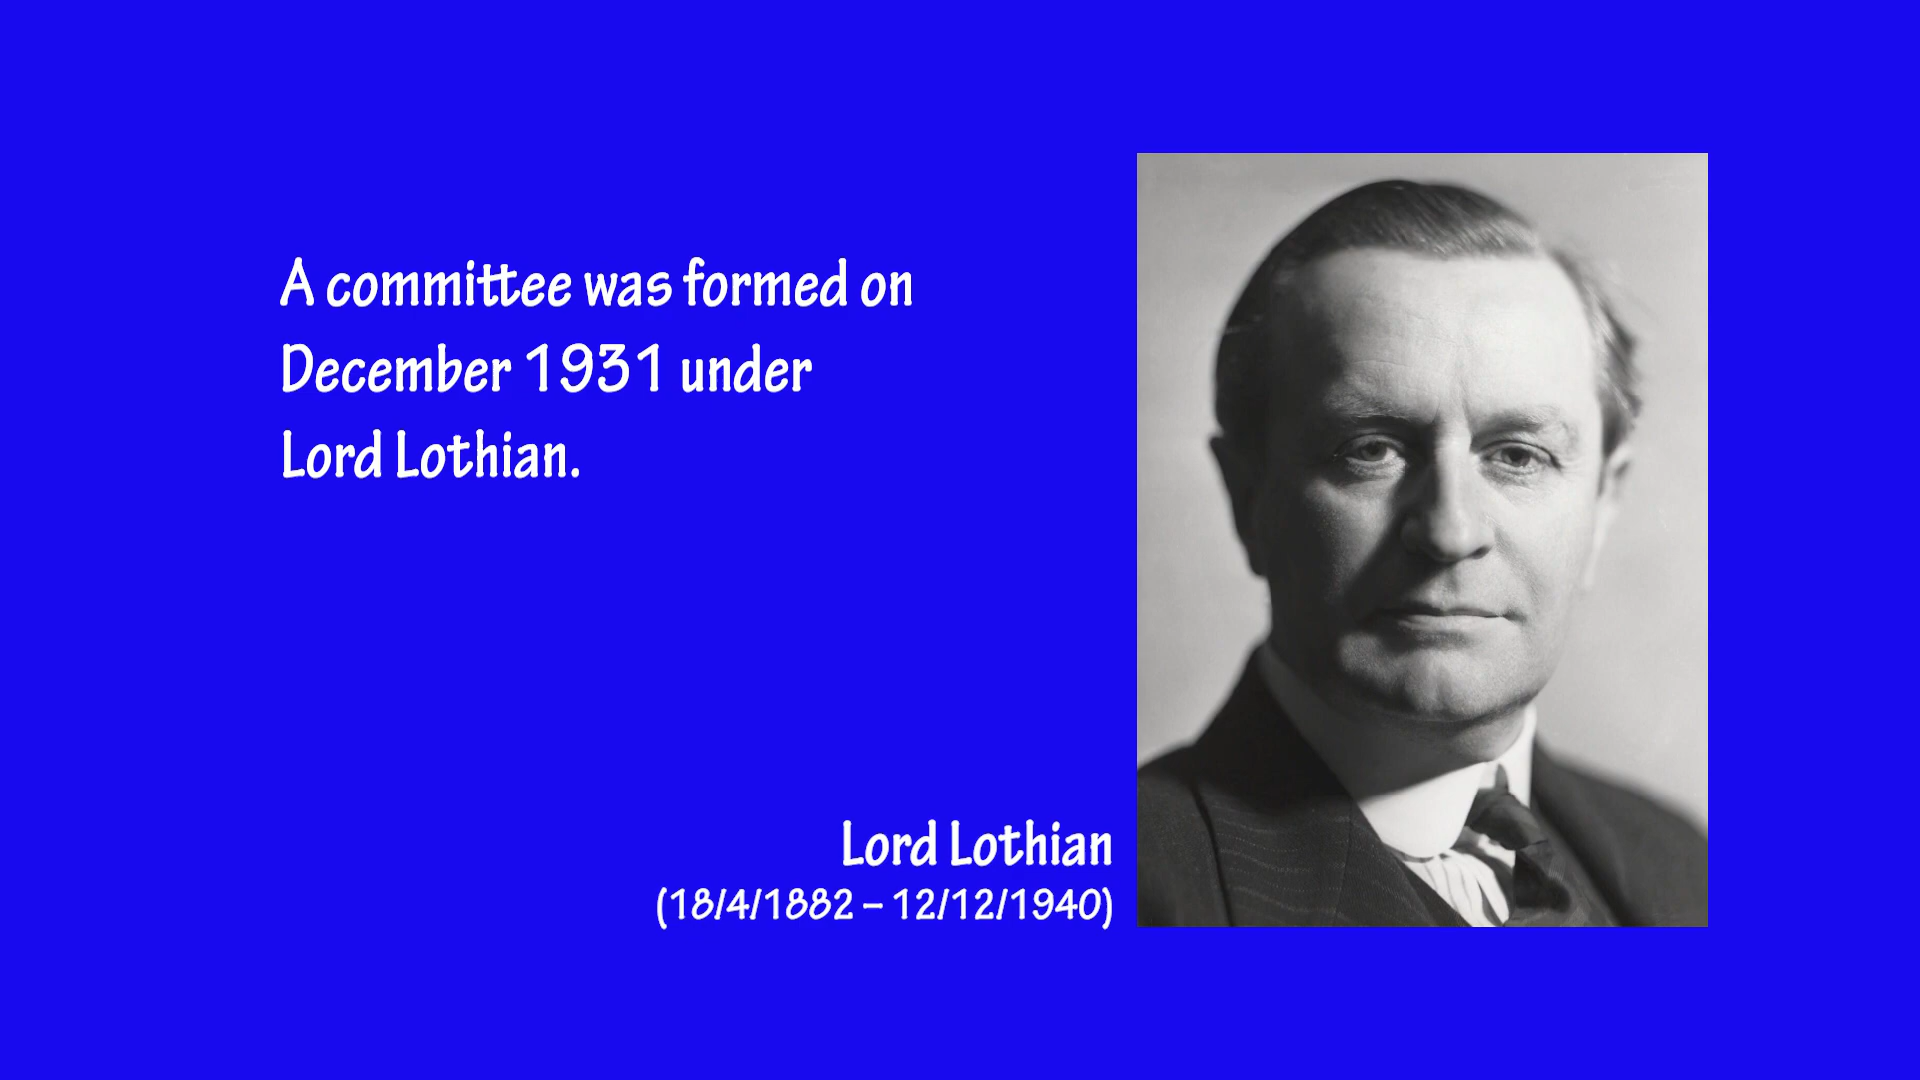 A committee was formed on
December 1931 under
Lord Lothian.
Lord Lothian
(18/4/1882 – 12/12/1940)